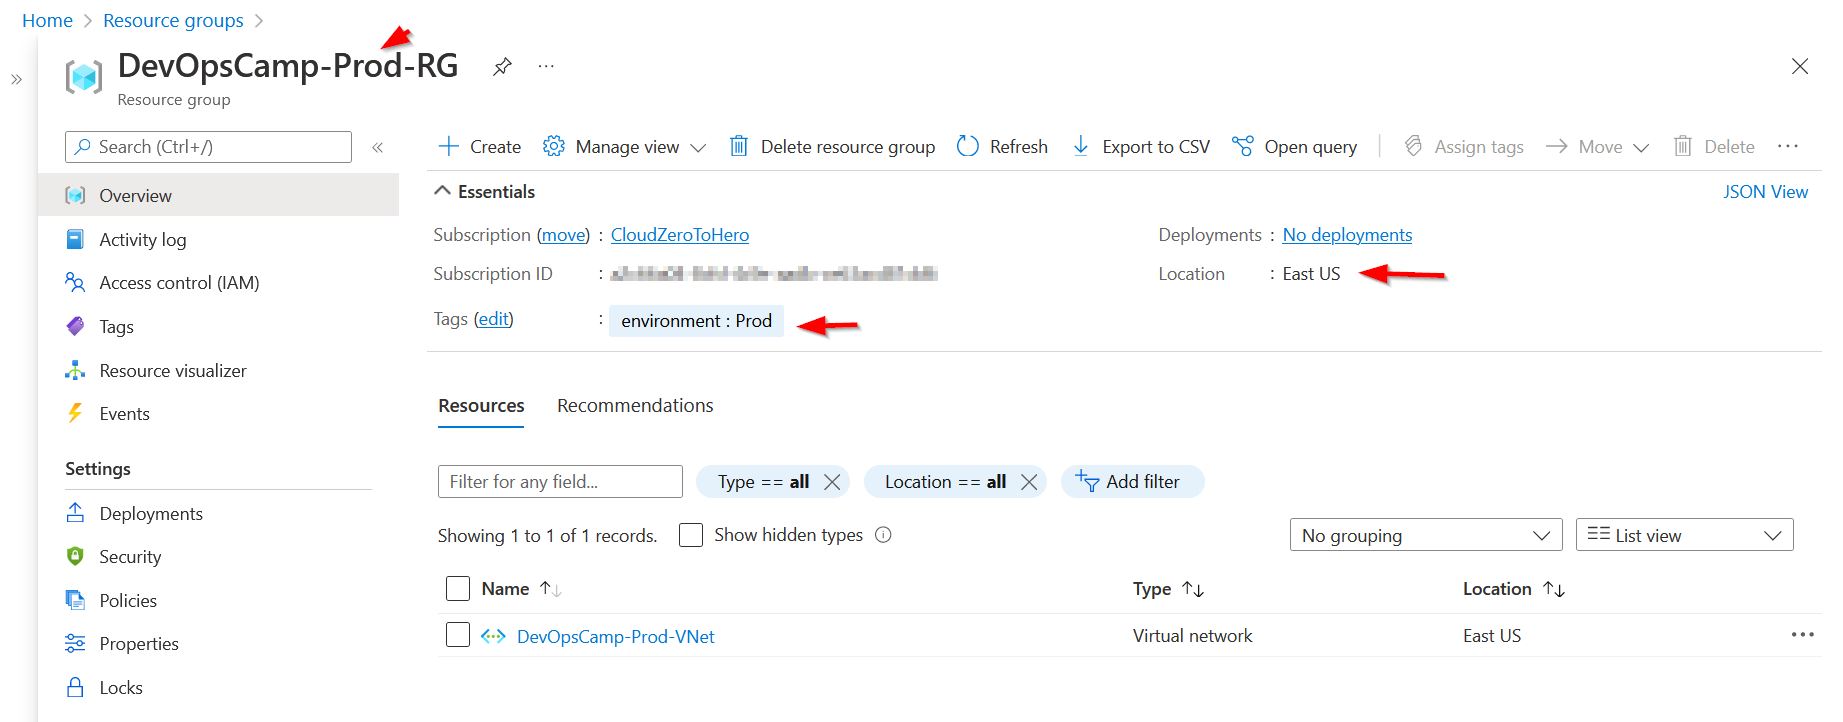 Home > Resource groups >
DevOpsCamp-Prod-RG
Resource group
Search (Ctrl+/)
Overview
Activity log
Access control (IAM)
Tags
Resource visualizer
Events
Settings
Deployments
Security
Policies
Properties
Locks
Create Manage view Delete resource group Refresh Export to CSV Open query Assign tags Move Delete
Essentials JSON View
Subscription (move) : CloudZeroToHero Deployments : No deployments
Subscription ID : Location : East US
Tags (edit) : environment : Prod
Resources Recommendations
Filter for any field... Type == all Location == all Add filter
Showing 1 to 1 of 1 records. Show hidden types No grouping List view
Name Type Location
DevOpsCamp-Prod-VNet Virtual network East US